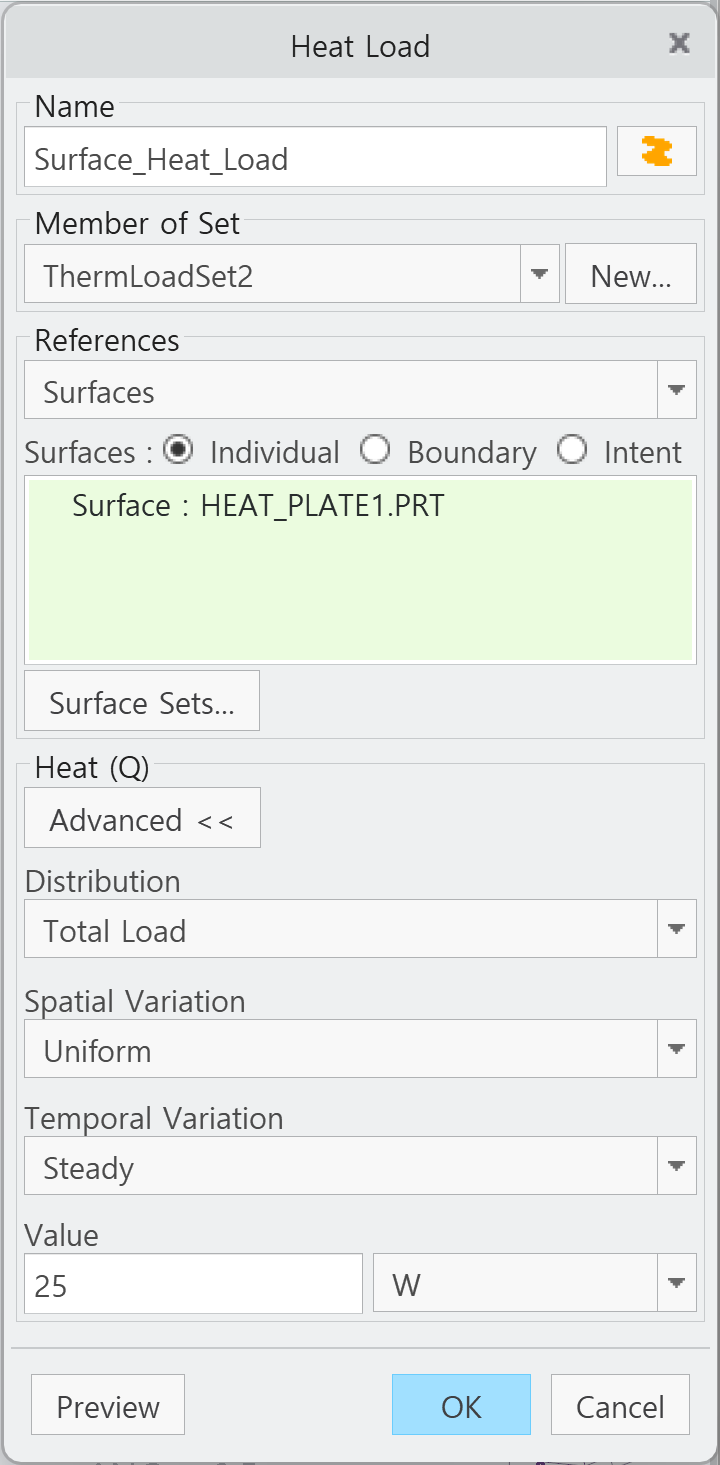 Heat Load
Name
Surface_Heat_Load
Member of Set
ThermLoadSet2
New...
References
Surfaces
Surfaces : Individual Boundary Intent
Surface : HEAT_PLATE1.PRT
Surface Sets...
Heat (Q)
Advanced <<
Distribution
Total Load
Spatial Variation
Uniform
Temporal Variation
Steady
Value
25 W
Preview OK Cancel